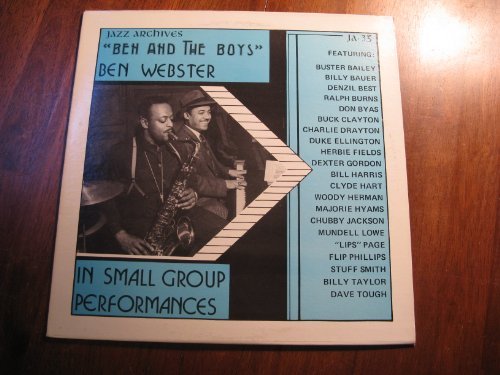 JAZZ ARCHIVES
JA-35
"BEN AND THE BOYS"
BEN WEBSTER
FEATURING:
BUSTER BAILEY
BILLY BAUER
DENZIL BEST
RALPH BURNS
DON BYAS
BUCK CLAYTON
CHARLIE DRAYTON
DUKE ELLINGTON
HERBIE FIELDS
DEXTER GORDON
BILL HARRIS
CLYDE HART
WOODY HERMAN
MAJORIE HYAMS
CHUBBY JACKSON
MUNDELL LOWE
"LIPS" PAGE
FLIP PHILLIPS
STUFF SMITH
BILLY TAYLOR
DAVE TOUGH
IN SMALL GROUP
PERFORMANCES